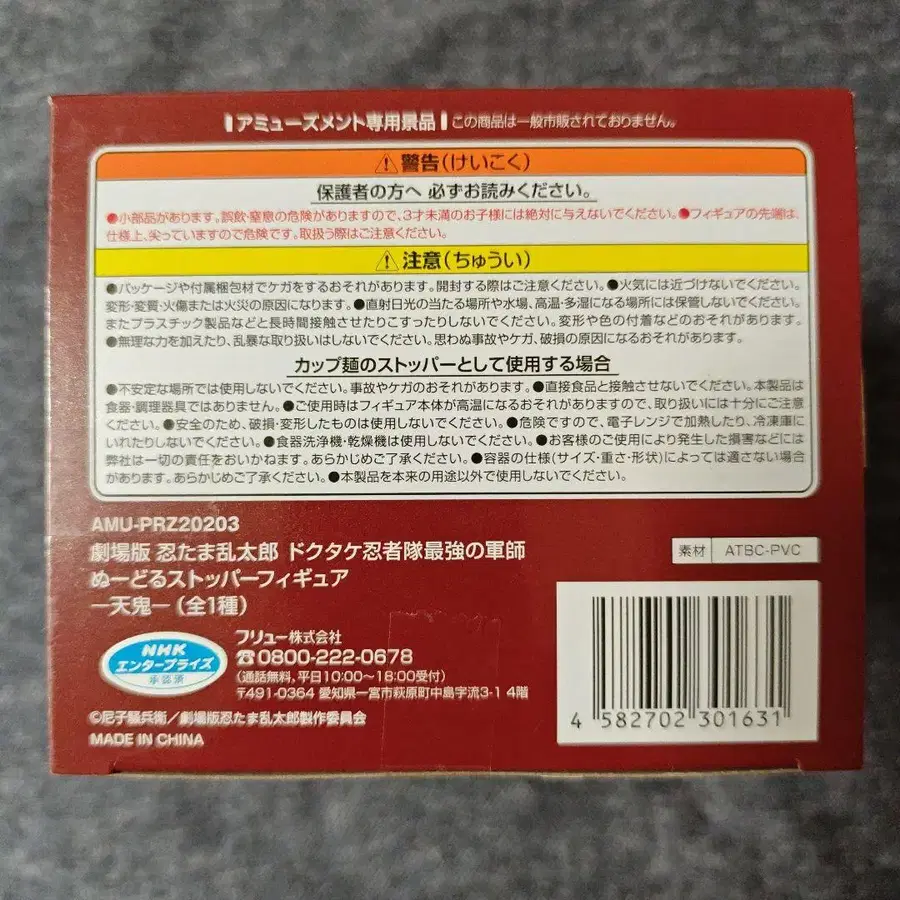 アミューズメント専用景品 この商品は一般市販されておりません。
⚠警告(けいこく)
保護者の方へ 必ずお読みください。
●小部品があります。誤飲・窒息の危険がありますので、3才未満のお子様には絶対に与えないでください。●フィギュアの先端は、
仕様上、尖っていますので危険です。取扱う際はご注意ください。
⚠注意(ちゅうい)
●パッケージや付属梱包材でケガをするおそれがあります。開封する際はご注意ください。●火気には近づけないでください。
変形・変質・火傷または火災の原因になります。●直射日光の当たる場所や水場、高温・多湿になる場所には保管しないでください。
またプラスチック製品などと長時間接触させたりこすったりしないでください。変形や色の付着などのおそれがあります。
●無理な力を加えたり、乱暴な取り扱いはしないでください。思わぬ事故やケガ、破損の原因になるおそれがあります。
カップ麺のストッパーとして使用する場合
●不安定な場所では使用しないでください。事故やケガのおそれがあります。●直接食品と接触させないでください。本製品は
食器・調理器具ではありません。●ご使用時はフィギュア本体が高温になるおそれがありますので、取り扱いには十分にご注意
ください。●安全のため、破損・変形したものは使用しないでください。●危険ですので、電子レンジで加熱したり、冷凍庫に
いれたりしないでください。●食器洗浄機・乾燥機は使用しないでください。●お客様のご使用により発生した損害などには
弊社は一切の責任をおいかねます。あらかじめご了承ください。●容器の仕様(サイズ・重さ・形状)によっては適さない場合
があります。あらかじめご了承ください。●本製品を本来の用途以外で使用しないでください。
AMU-PRZ20203
劇場版 忍たま乱太郎 ドクタケ忍者隊最強の軍師
ぬーどるストッパーフィギュア
―天鬼―(全1種)
素材 ATBC-PVC
NHK
エンタープライズ
承認済
フリュー株式会社
☎0800-222-0678
(通話無料、平日10:00~18:00受付)
〒491-0364 愛知県一宮市萩原町中島字流3-1 4階
©尼子騒兵衛/劇場版忍たま乱太郎製作委員会
MADE IN CHINA
4 582702 301631